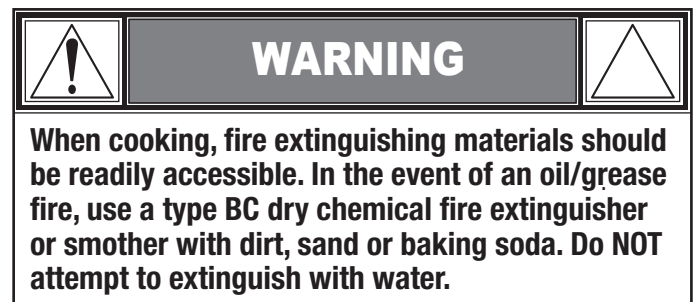 WARNING
When cooking, fire extinguishing materials should
be readily accessible. In the event of an oil/grease
fire, use a type BC dry chemical fire extinguisher
or smother with dirt, sand or baking soda. Do NOT
attempt to extinguish with water.